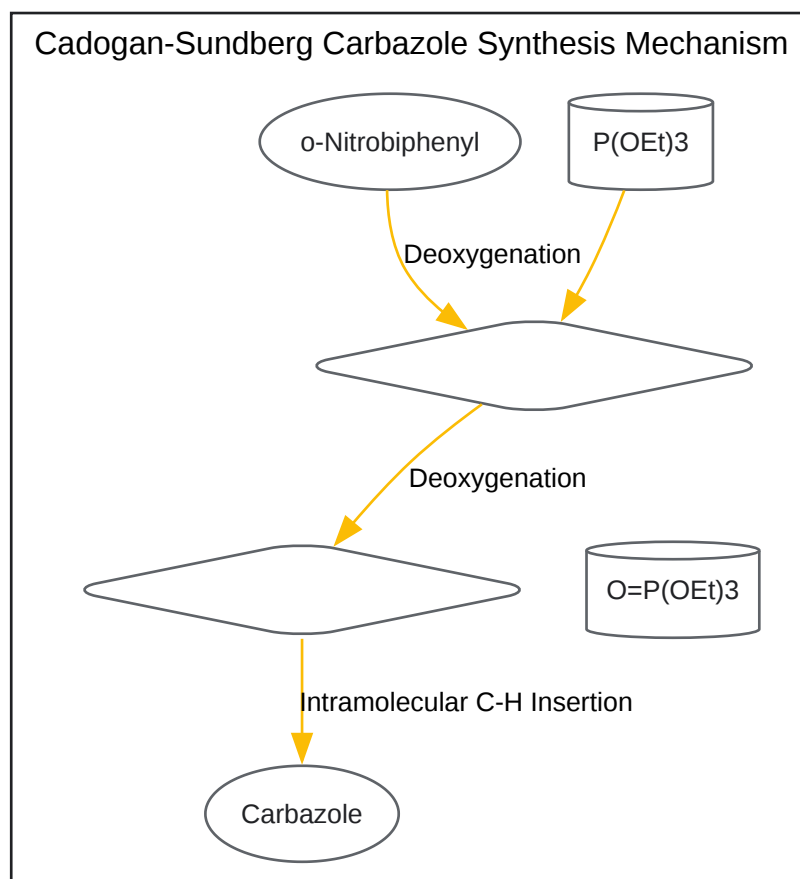 Cadogan-Sundberg Carbazole Synthesis Mechanism
o-Nitrobiphenyl
P(OEt)3
Deoxygenation
Deoxygenation
O=P(OEt)3
Intramolecular C-H Insertion
Carbazole